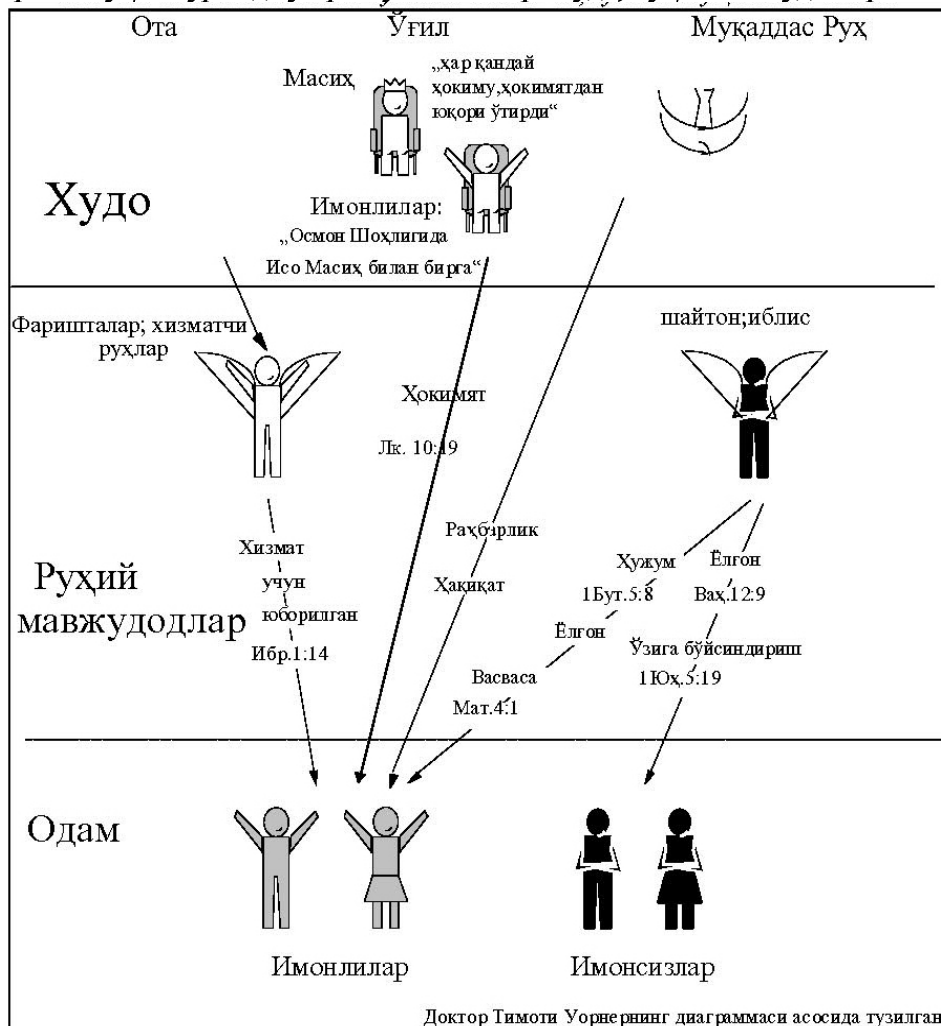 Ота Ўғил Муқаддас Руҳ
Масиҳ
„ҳар қандай
ҳокиму,ҳокимятдан
юқори ўтирди“
Худо
Имонлилар:
„Осмон Шоҳлигида
Исо Масиҳ билан бирга“
Фаришталар; хизматчи
руҳлар
шайтон;иблис
Ҳокимят
Лк. 10:19
Руҳий
мавжудодлар
Хизмат
учун
юборилган
Ибр.1:14
Раҳбарлик
Ҳақиқат
Ҳужум
1Бут.5:8
Ёлғон
Васваса
Мат.4:1
Ёлғон
Ваҳ.12:9
Ўзига бўйсиндириш
1Юҳ.5:19
Одам
Имонлилар
Имонсизлар
Доктор Тимоти Уорнернинг диаграммаси асосида тузилган